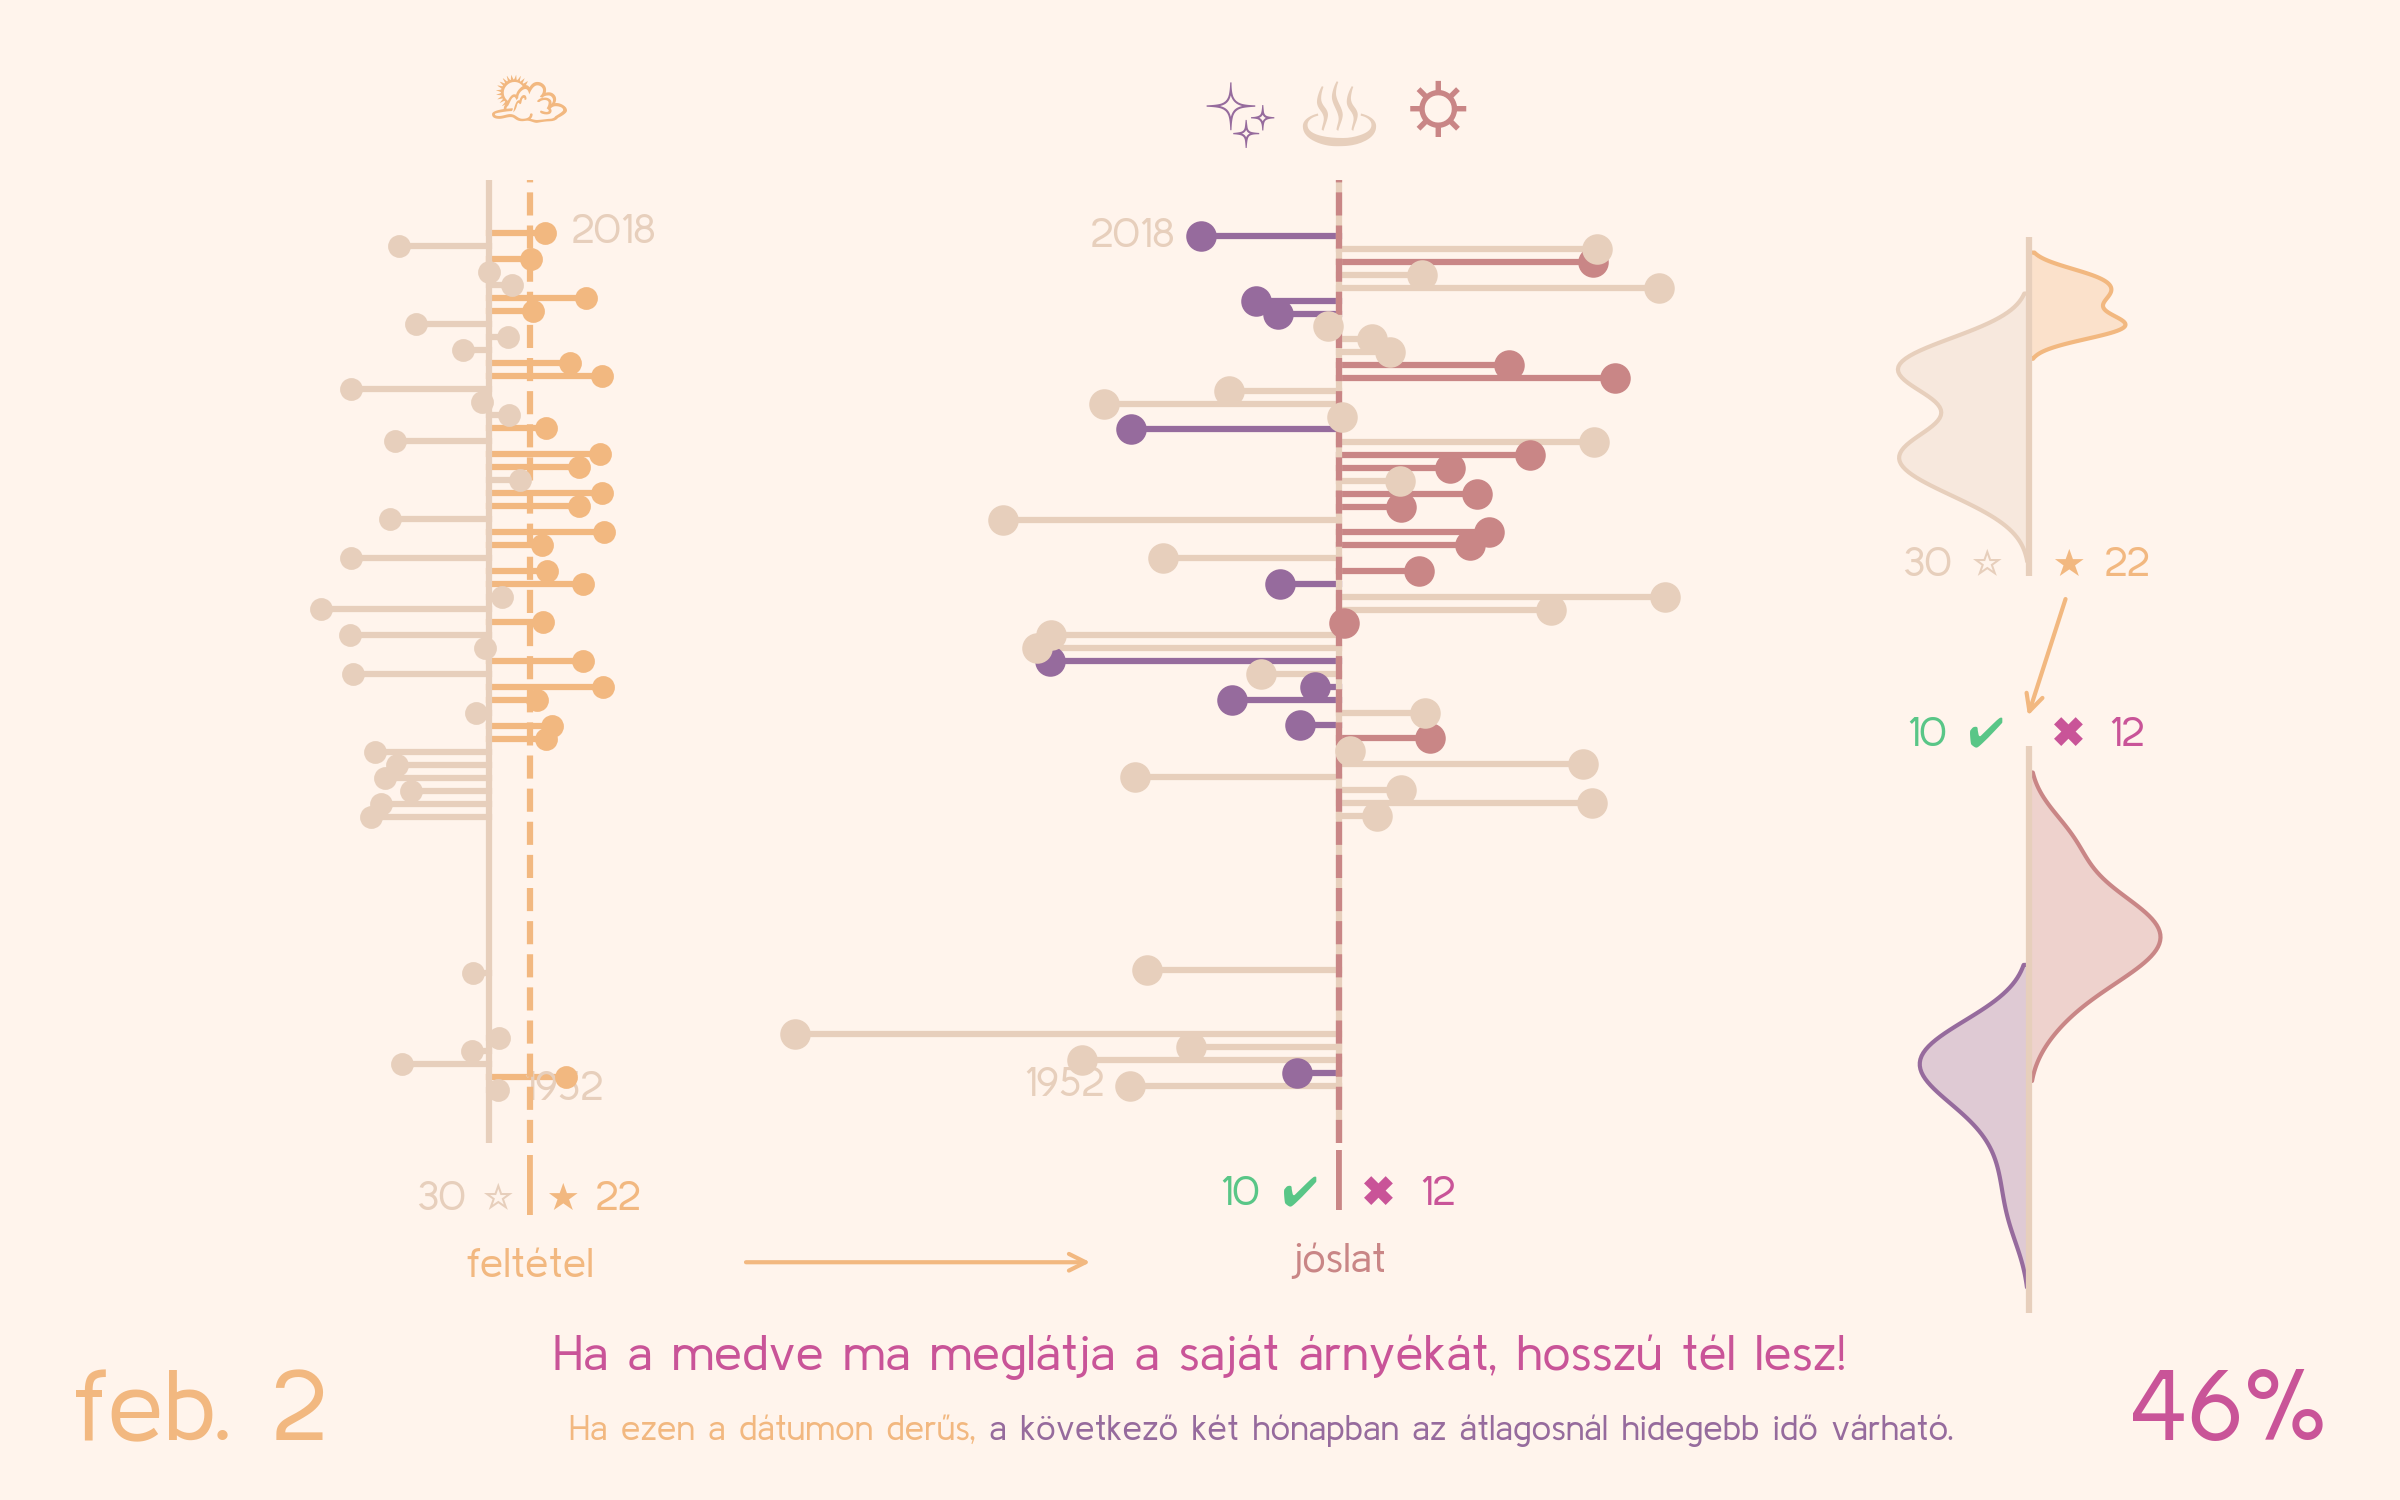 2018
2018
30 ☆ ★ 22
10 ✔ ✖ 12
1952
1952
30 ☆ ★ 22
10 ✔ ✖ 12
feltétel
jóslat
Ha a medve ma meglátja a saját árnyékát, hosszú tél lesz!
feb. 2
46%
Ha ezen a dátumon derűs, a következő két hónapban az átlagosnál hidegebb idő várható.